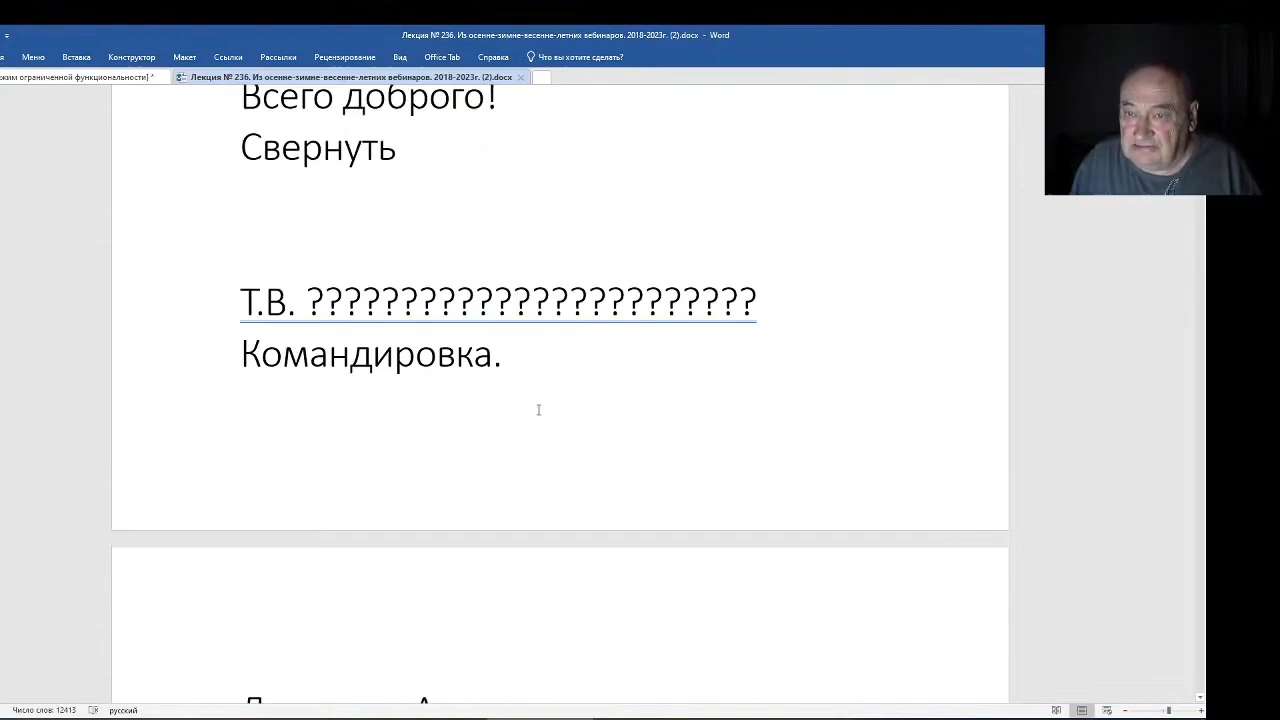 Лекция № 236. Из осенне-зимне-весенне-летних вебинаров. 2018-2023г. (2).docx - Word
Меню Вставка Конструктор Макет Ссылки Рассылки Рецензирование Вид Office Tab Справка Что вы хотите сделать?
ограниченной функциональности] * Лекция № 236. Из осенне-зимне-весенне-летних вебинаров. 2018-2023г. (2).docx
Всего доброго!
Свернуть
Т.В. ????????????????????????
Командировка.
Число слов: 12413 русский